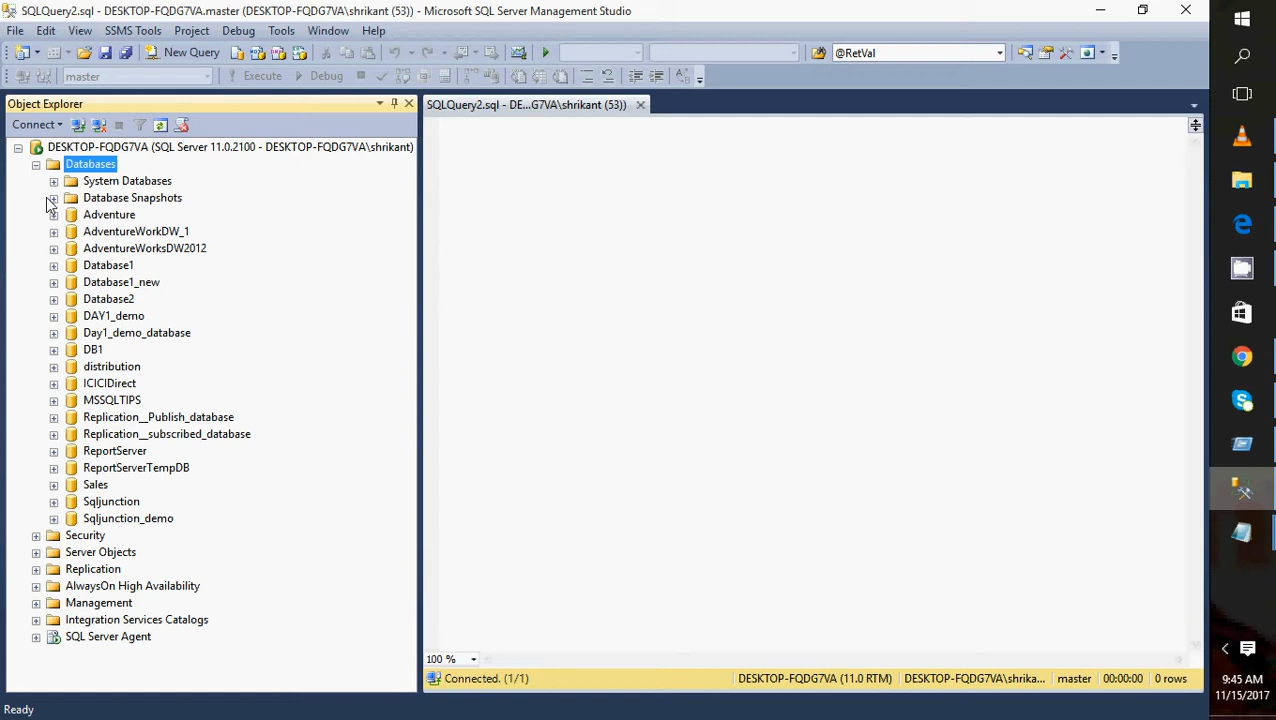 SQLQuery2.sql - DESKTOP-FQDG7VA.master (DESKTOP-FQDG7VA\shrikant (53)) - Microsoft SQL Server Management Studio
File Edit View SSMS Tools Project Debug Tools Window Help
New Query @RetVal
master Execute Debug
Object Explorer
SQLQuery2.sql - DE...G7VA\shrikant (53))
Connect
DESKTOP-FQDG7VA (SQL Server 11.0.2100 - DESKTOP-FQDG7VA\shrikant)
Databases
System Databases
Database Snapshots
Adventure
AdventureWorkDW_1
AdventureWorksDW2012
Database1
Database1_new
Database2
DAY1_demo
Day1_demo_database
DB1
distribution
ICICIDirect
MSSQLTIPS
Replication__Publish_database
Replication__subscribed_database
ReportServer
ReportServerTempDB
Sales
Sqljunction
Sqljunction_demo
Security
Server Objects
Replication
AlwaysOn High Availability
Management
Integration Services Catalogs
SQL Server Agent
100 %
Connected. (1/1) DESKTOP-FQDG7VA (11.0 RTM) DESKTOP-FQDG7VA\shrika... master 00:00:00 0 rows
Ready
9:45 AM
11/15/2017